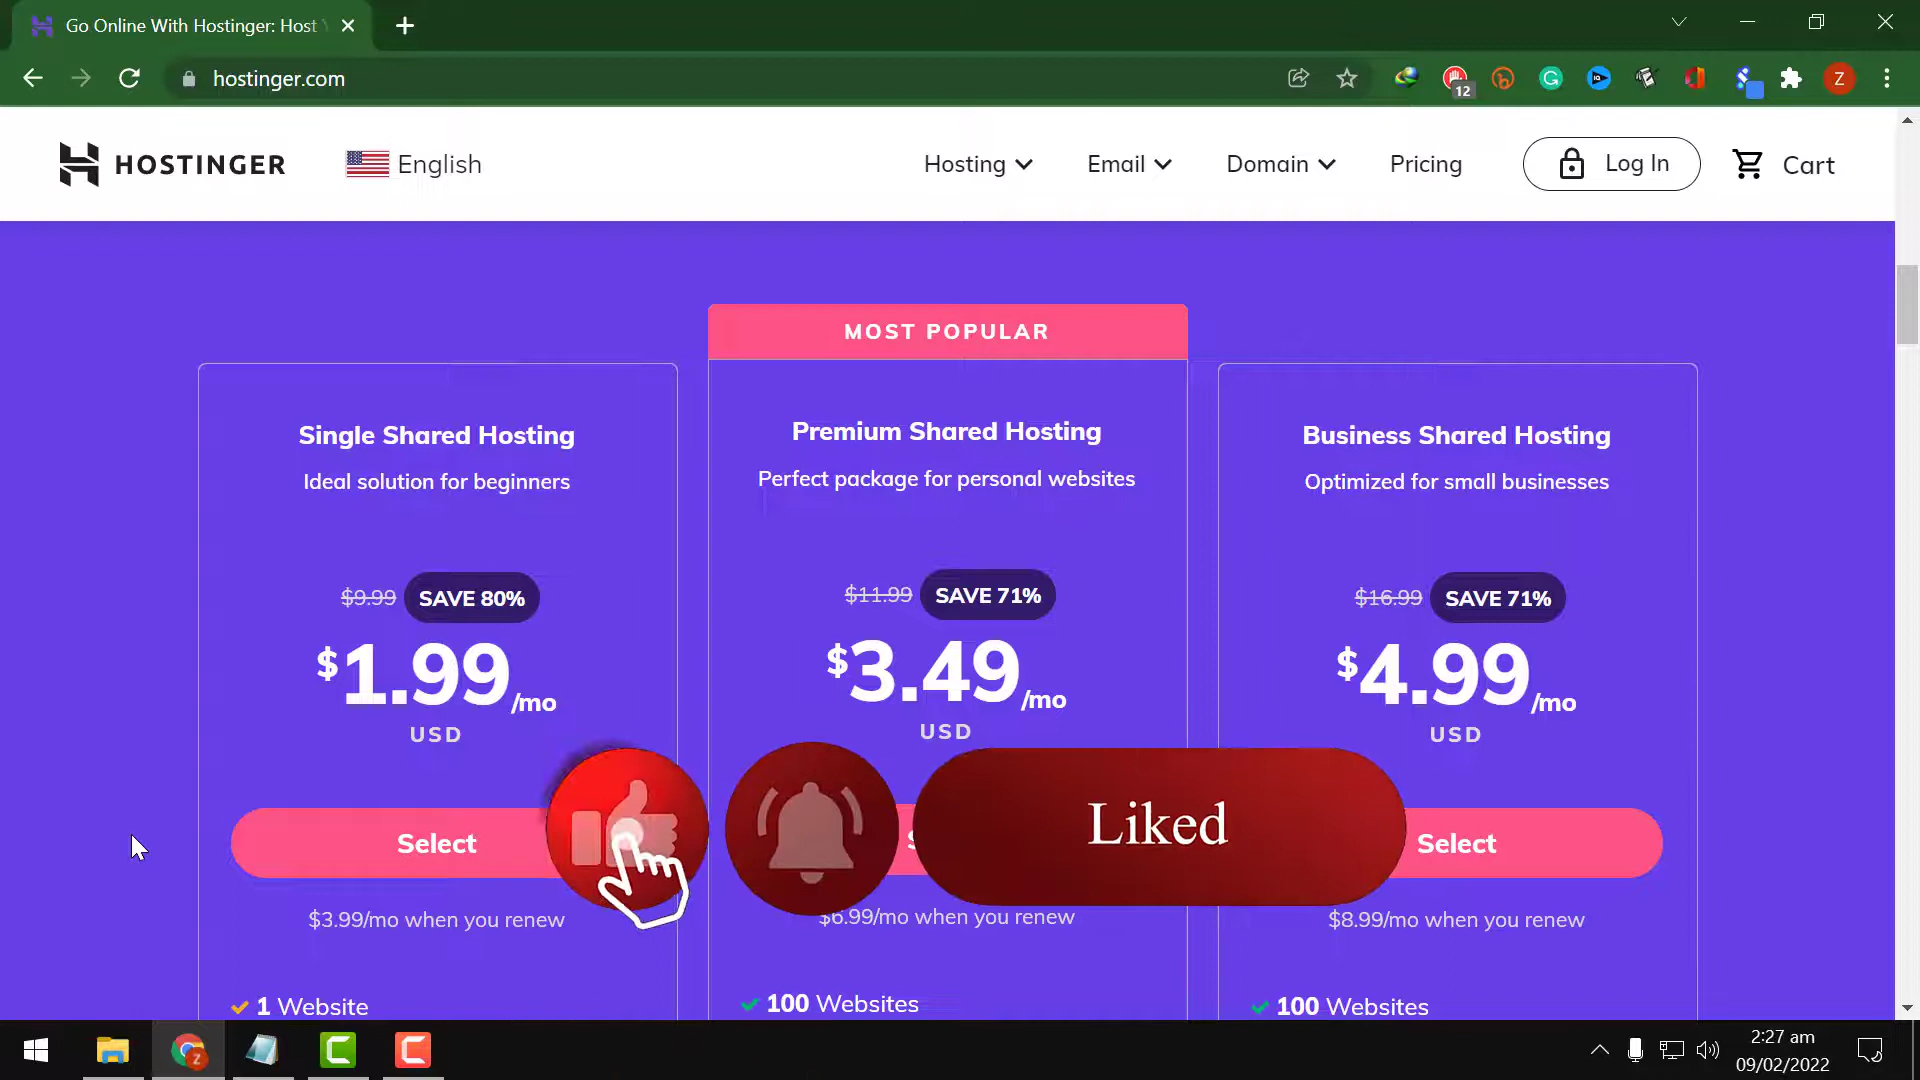 Go Online With Hostinger: Host
hostinger.com
12
Z
HOSTINGER
English
Hosting
Email
Domain
Pricing
Log In
Cart
MOST POPULAR
Single Shared Hosting
Ideal solution for beginners
$9.99 SAVE 80%
$1.99/mo
USD
Select
$3.99/mo when you renew
1 Website
Premium Shared Hosting
Perfect package for personal websites
$11.99 SAVE 71%
$3.49/mo
USD
$6.99/mo when you renew
100 Websites
Business Shared Hosting
Optimized for small businesses
$16.99 SAVE 71%
$4.99/mo
USD
Select
$8.99/mo when you renew
100 Websites
Liked
2:27 am
09/02/2022